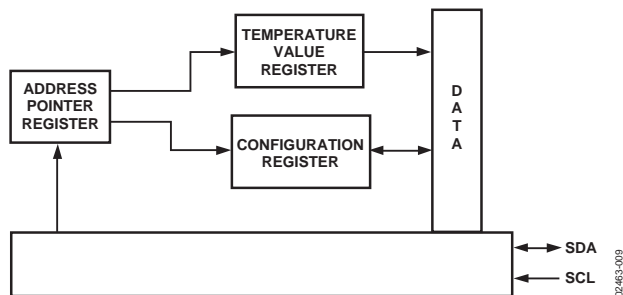 TEMPERATURE
VALUE
REGISTER
ADDRESS
POINTER
REGISTER
CONFIGURATION
REGISTER
D
A
T
A
SDA
SCL
02463-009